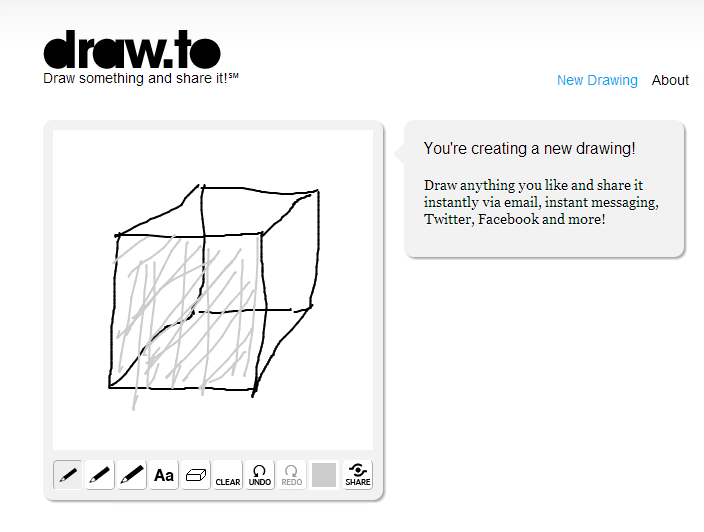 draw.to
Draw something and share it!℠
New Drawing About
You're creating a new drawing!
Draw anything you like and share it
instantly via email, instant messaging,
Twitter, Facebook and more!
Aa CLEAR UNDO REDO SHARE